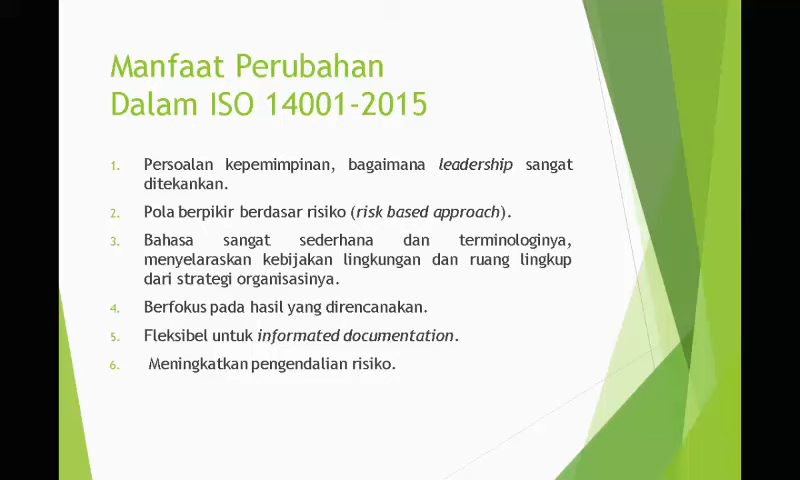 Manfaat Perubahan
Dalam ISO 14001-2015
1. Persoalan kepemimpinan, bagaimana leadership sangat
ditekankan.
2. Pola berpikir berdasar risiko (risk based approach).
3. Bahasa sangat sederhana dan terminologinya,
menyelaraskan kebijakan lingkungan dan ruang lingkup
dari strategi organisasinya.
4. Berfokus pada hasil yang direncanakan.
5. Fleksibel untuk informated documentation.
6. Meningkatkan pengendalian risiko.